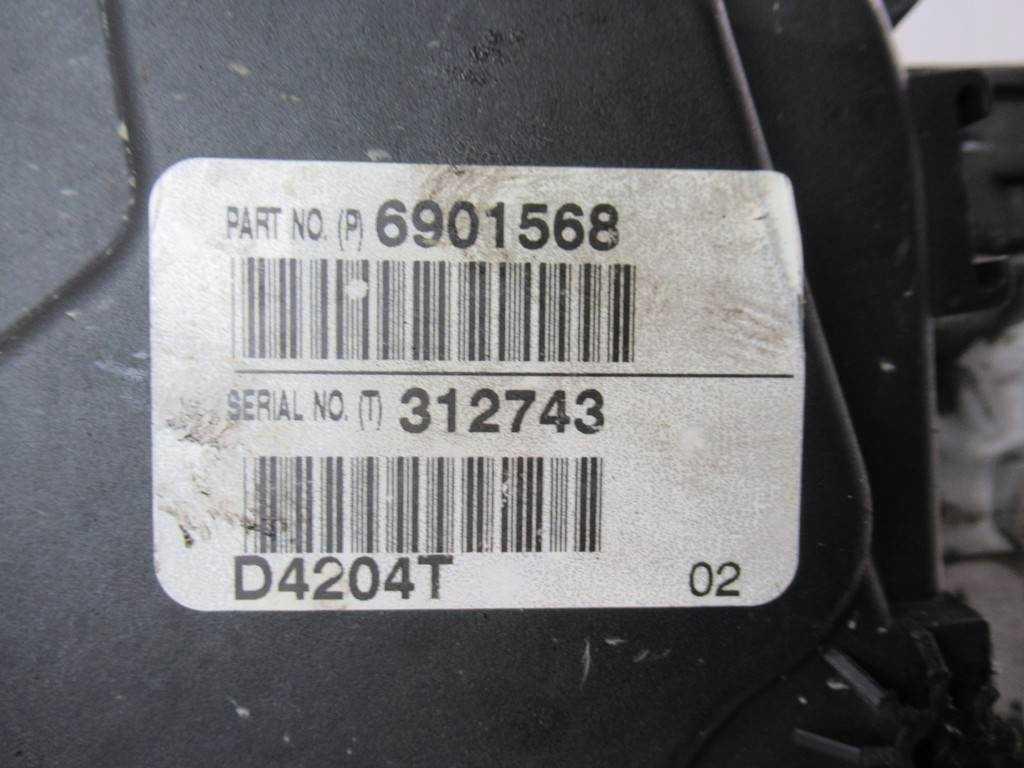 PART NO. (P) 6901568
SERIAL NO. (T) 312743
D4204T 02